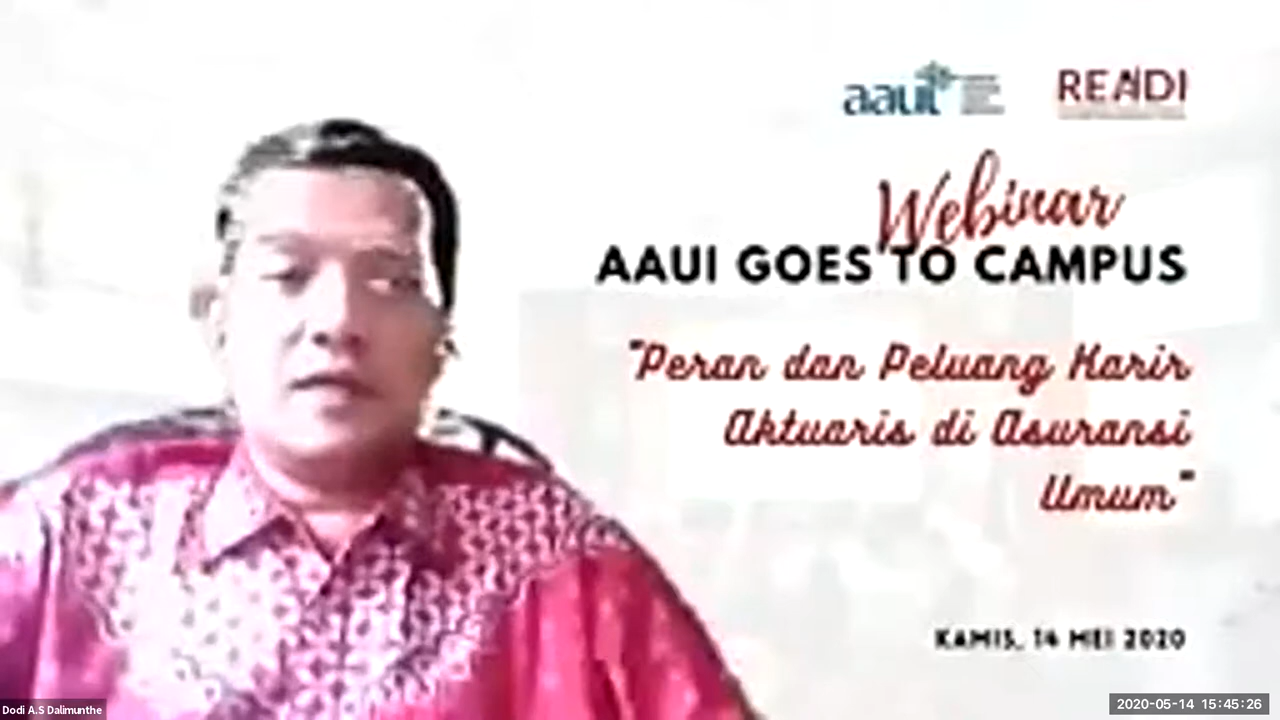 aaui
READI
Webinar
AAUI GOES TO CAMPUS
"Peran dan Peluang Karir
Aktuaris di Asuransi
Umum"
KAMIS, 14 MEI 2020
Dodi A.S Dalimunthe
2020-05-14 15:45:26